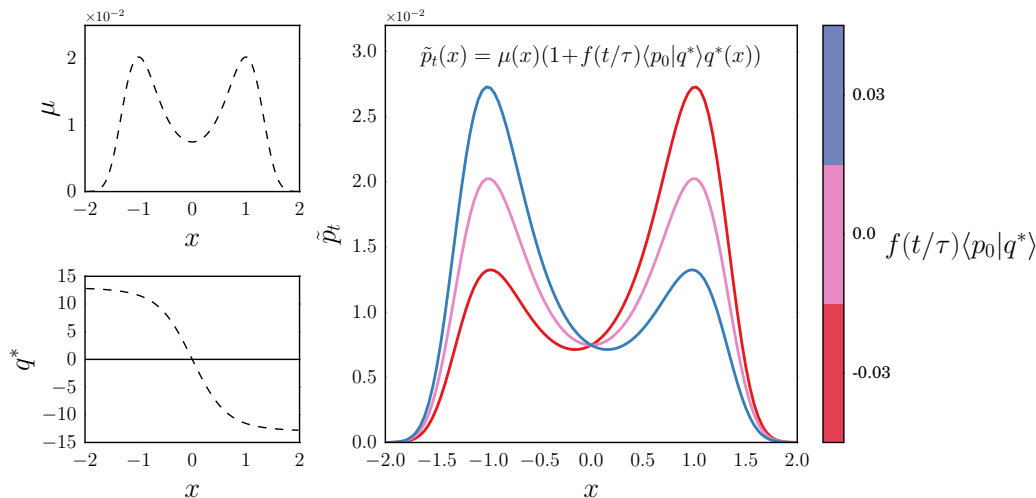 ×10⁻²
2
1
0
μ
−2 −1 0 1 2
x
15
10
5
0
−5
−10
−15
q*
−2 −1 0 1 2
x
×10⁻²
p̃ₜ(x) = μ(x)(1+f(t/τ)⟨p₀|q*⟩q*(x))
3.0
2.5
2.0
1.5
1.0
0.5
0.0
p̃ₜ
−2.0 −1.5 −1.0 −0.5 0.0 0.5 1.0 1.5 2.0
x
0.03
0.0
-0.03
f(t/τ)⟨p₀|q*⟩